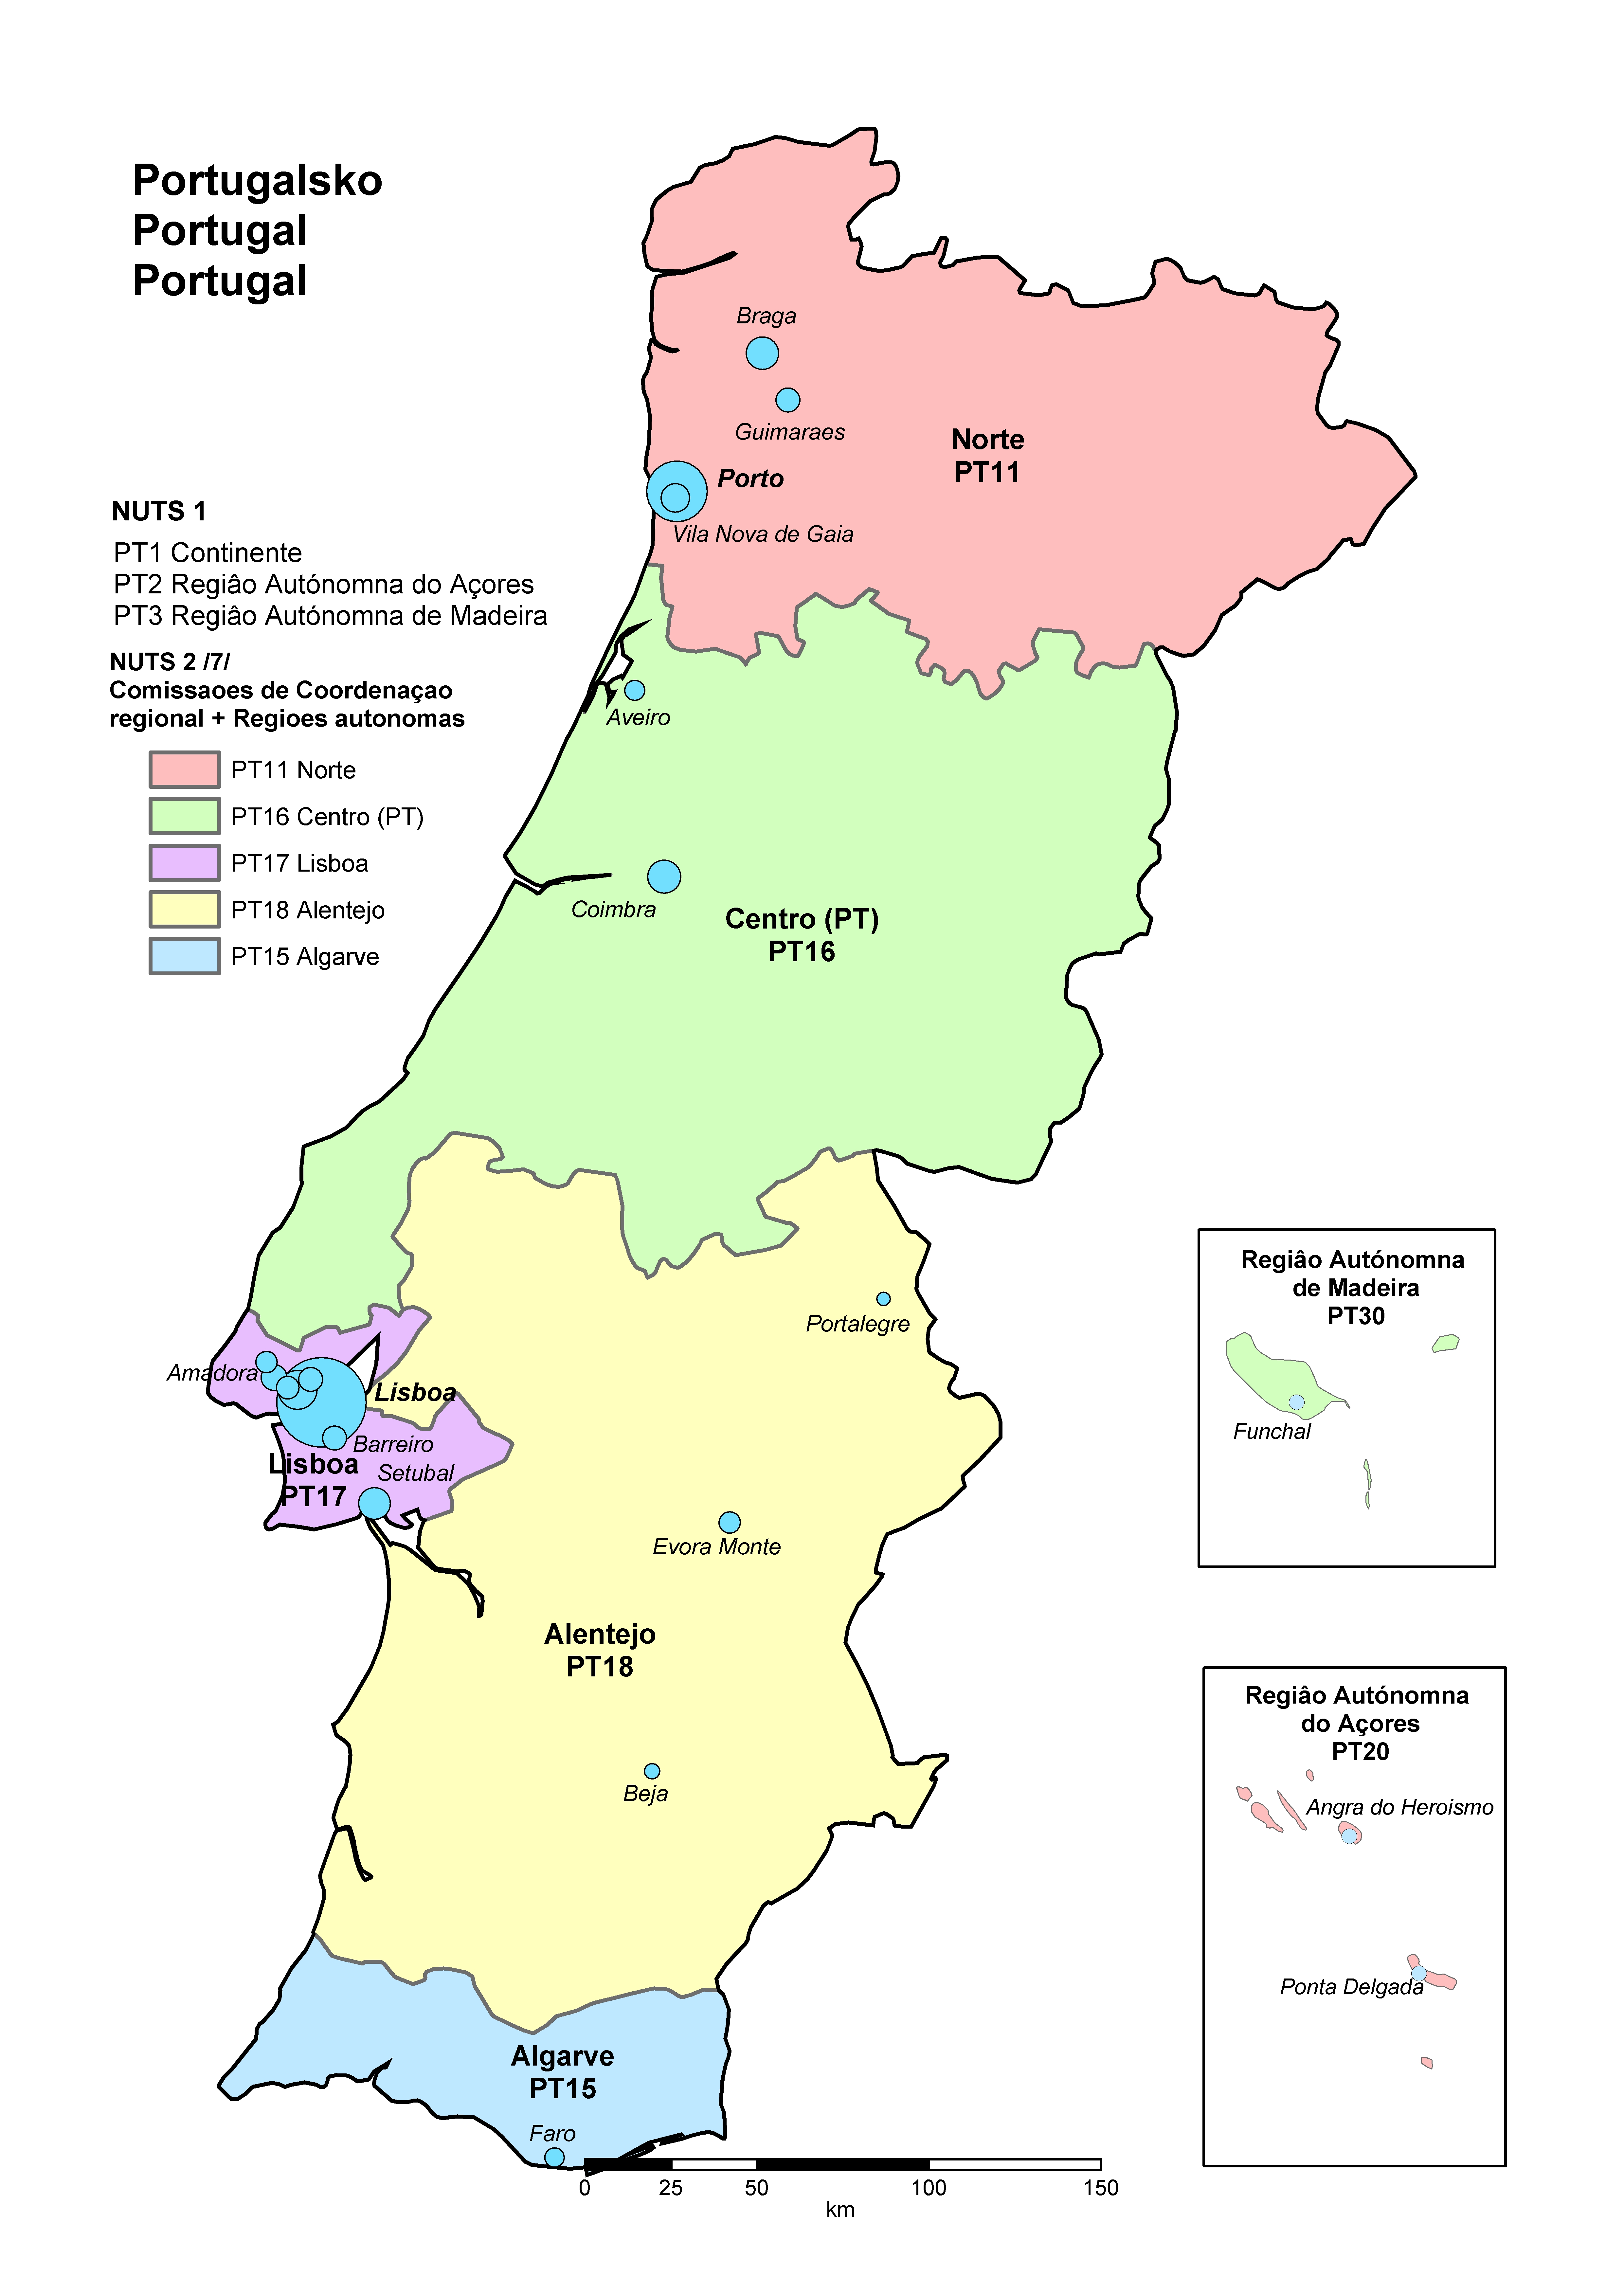 Portugalsko
Portugal
Portugal
Braga
Guimaraes
Norte
PT11
Porto
Vila Nova de Gaia
NUTS 1
PT1 Continente
PT2 Regiâo Autónomna do Açores
PT3 Regiâo Autónomna de Madeira
NUTS 2 /7/
Comissaoes de Coordenaçao
regional + Regioes autonomas
PT11 Norte
PT16 Centro (PT)
PT17 Lisboa
PT18 Alentejo
PT15 Algarve
Aveiro
Coimbra
Centro (PT)
PT16
Portalegre
Amadora
Lisboa
Barreiro
Lisboa
PT17
Setubal
Evora Monte
Alentejo
PT18
Beja
Algarve
PT15
Faro
0 25 50 100 150
km
Regiâo Autónomna
de Madeira
PT30
Funchal
Regiâo Autónomna
do Açores
PT20
Angra do Heroismo
Ponta Delgada